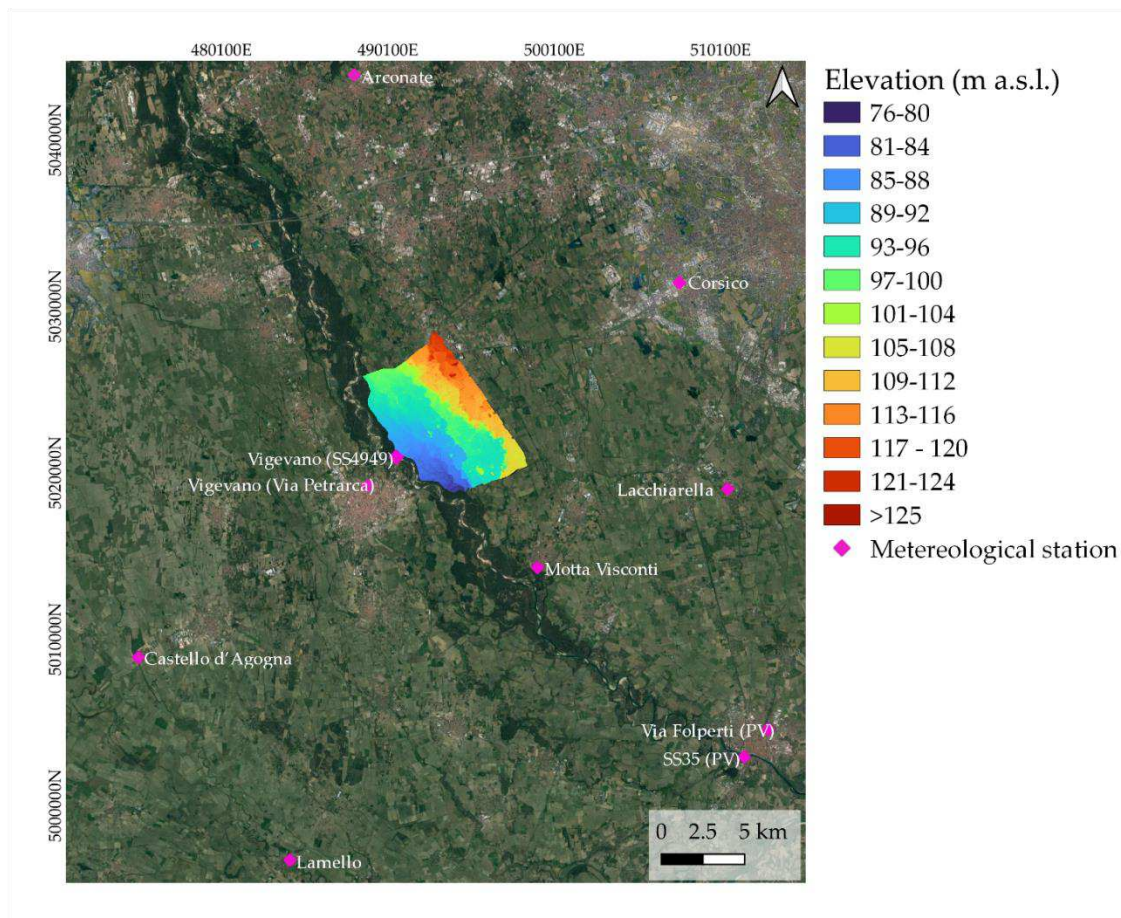 480100E 490100E 500100E 510100E
5040000N
5030000N
5020000N
5010000N
5000000N
Arconate
Corsico
Vigevano (SS4949)
Vigevano (Via Petrarca)
Lacchiarella
Motta Visconti
Castello d'Agogna
Via Folperti (PV)
SS35 (PV)
Lamello
0 2.5 5 km
Elevation (m a.s.l.)
76-80
81-84
85-88
89-92
93-96
97-100
101-104
105-108
109-112
113-116
117 - 120
121-124
>125
Metereological station